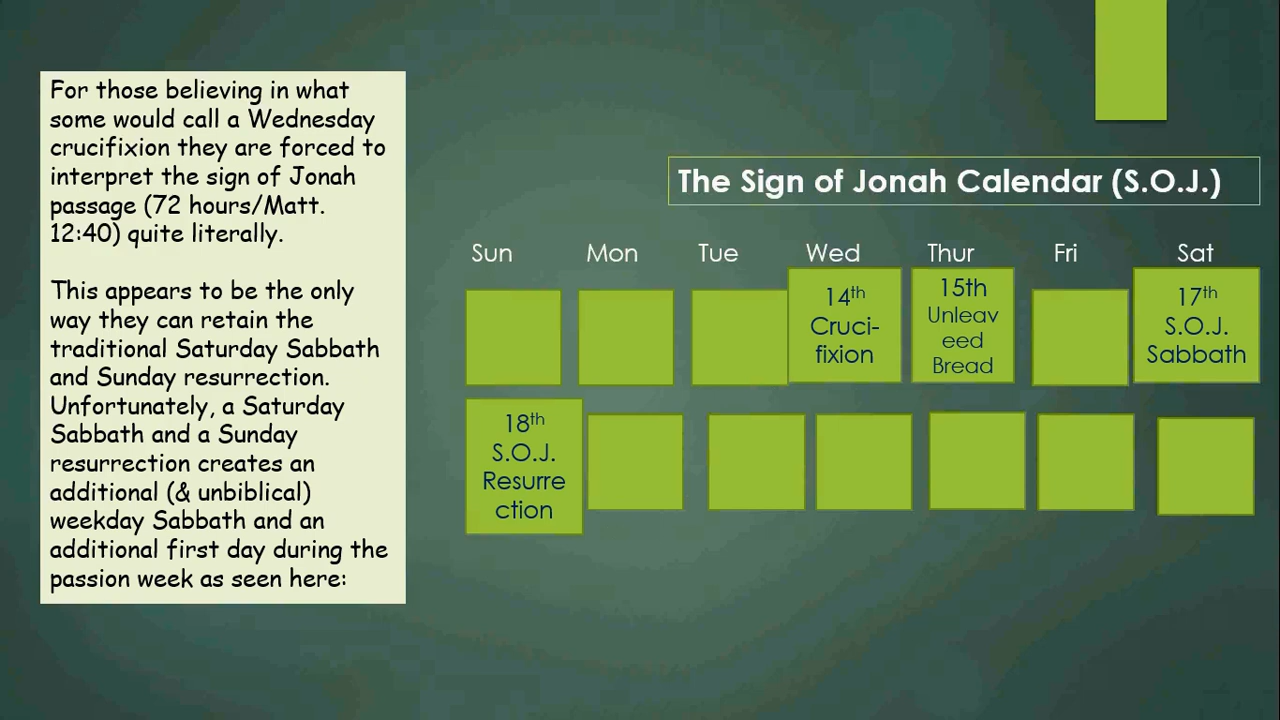 For those believing in what
some would call a Wednesday
crucifixion they are forced to
interpret the sign of Jonah
passage (72 hours/Matt.
12:40) quite literally.
This appears to be the only
way they can retain the
traditional Saturday Sabbath
and Sunday resurrection.
Unfortunately, a Saturday
Sabbath and a Sunday
resurrection creates an
additional (& unbiblical)
weekday Sabbath and an
additional first day during the
passion week as seen here:
The Sign of Jonah Calendar (S.O.J.)
Sun Mon Tue Wed Thur Fri Sat
14th
Cruci-
fixion
15th
Unleav
eed
Bread
17th
S.O.J.
Sabbath
18th
S.O.J.
Resurre
ction